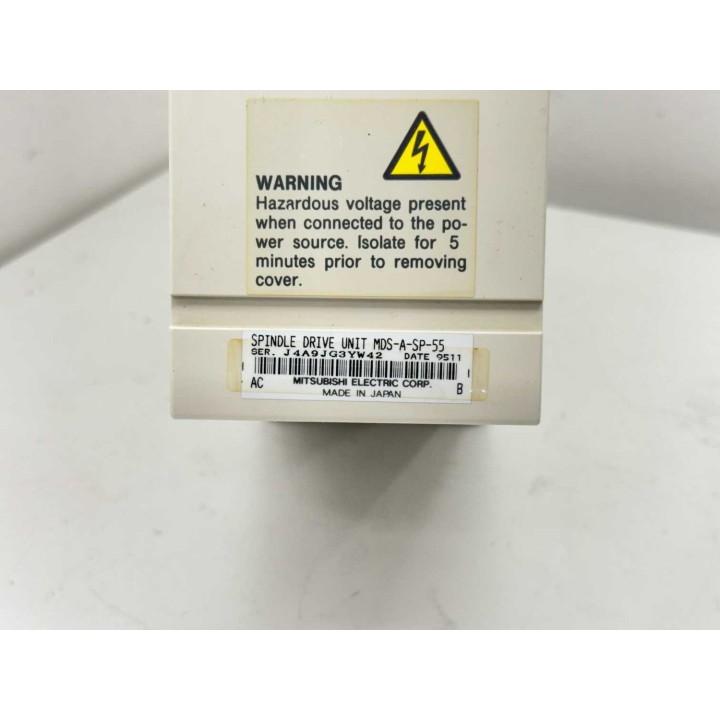 WARNING
Hazardous voltage present
when connected to the po-
wer source. Isolate for 5
minutes prior to removing
cover.
SPINDLE DRIVE UNIT MDS-A-SP-55
SER. J4A9JG3YW42 DATE 9511
AC MITSUBISHI ELECTRIC CORP. B
MADE IN JAPAN